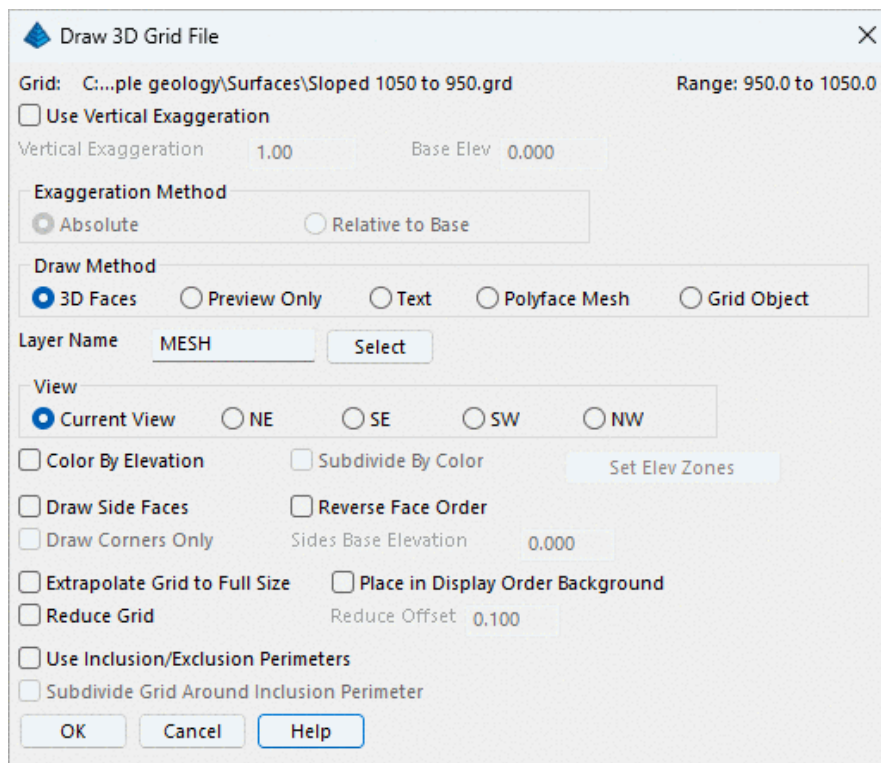 Draw 3D Grid File
Grid: C:...ple geology\Surfaces\Sloped 1050 to 950.grd Range: 950.0 to 1050.0
Use Vertical Exaggeration
Vertical Exaggeration 1.00 Base Elev 0.000
Exaggeration Method
Absolute Relative to Base
Draw Method
3D Faces Preview Only Text Polyface Mesh Grid Object
Layer Name MESH Select
View
Current View NE SE SW NW
Color By Elevation Subdivide By Color Set Elev Zones
Draw Side Faces Reverse Face Order
Draw Corners Only Sides Base Elevation 0.000
Extrapolate Grid to Full Size Place in Display Order Background
Reduce Grid Reduce Offset 0.100
Use Inclusion/Exclusion Perimeters
Subdivide Grid Around Inclusion Perimeter
OK Cancel Help